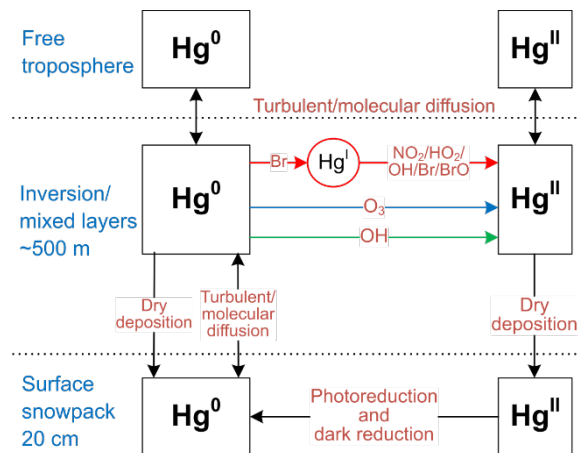 Free
troposphere
Hg⁰
Hgᴵᴵ
Turbulent/molecular diffusion
Inversion/
mixed layers
~500 m
Hg⁰
Br
Hgᴵ
NO₂/HO₂/
OH/Br/BrO
Hgᴵᴵ
O₃
OH
Dry
deposition
Turbulent/
molecular
diffusion
Dry
deposition
Surface
snowpack
20 cm
Hg⁰
Photoreduction
and
dark reduction
Hgᴵᴵ